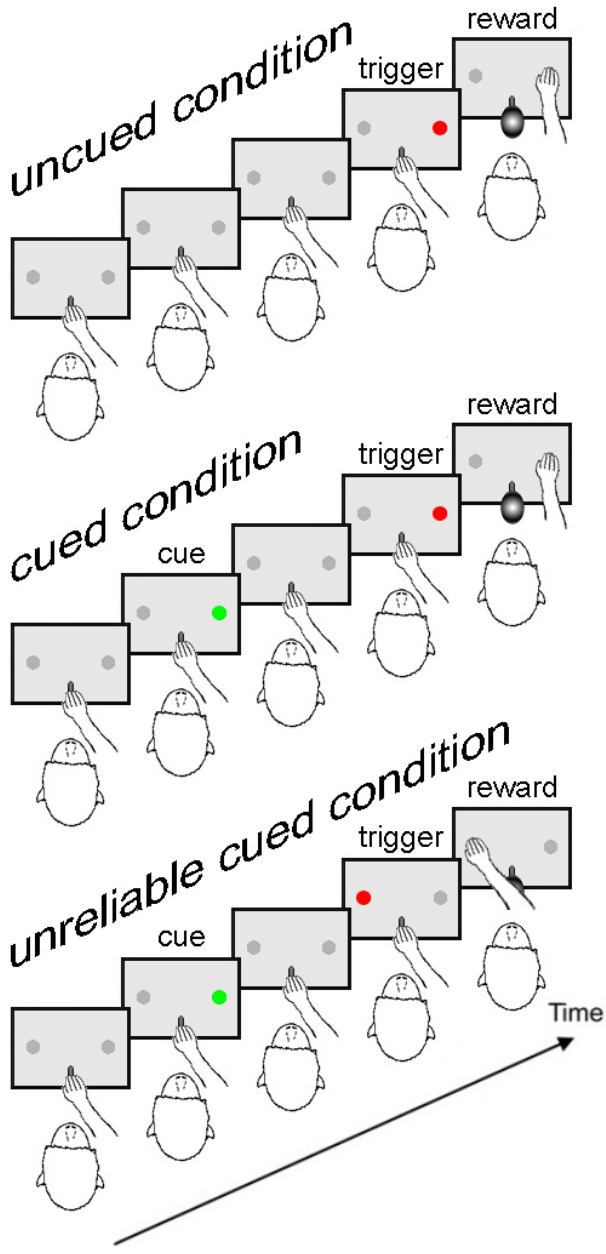 uncued condition
trigger
reward
cued condition
cue
trigger
reward
unreliable cued condition
cue
trigger
reward
Time